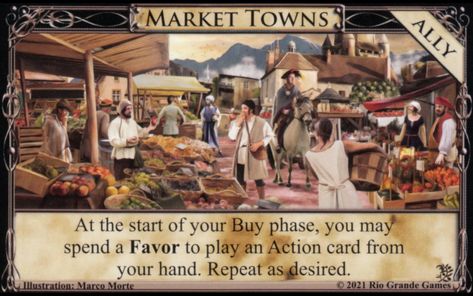 MARKET TOWNS
ALLY
At the start of your Buy phase, you may
spend a Favor to play an Action card from
your hand. Repeat as desired.
Illustration: Marco Morte
© 2021 Rio Grande Games